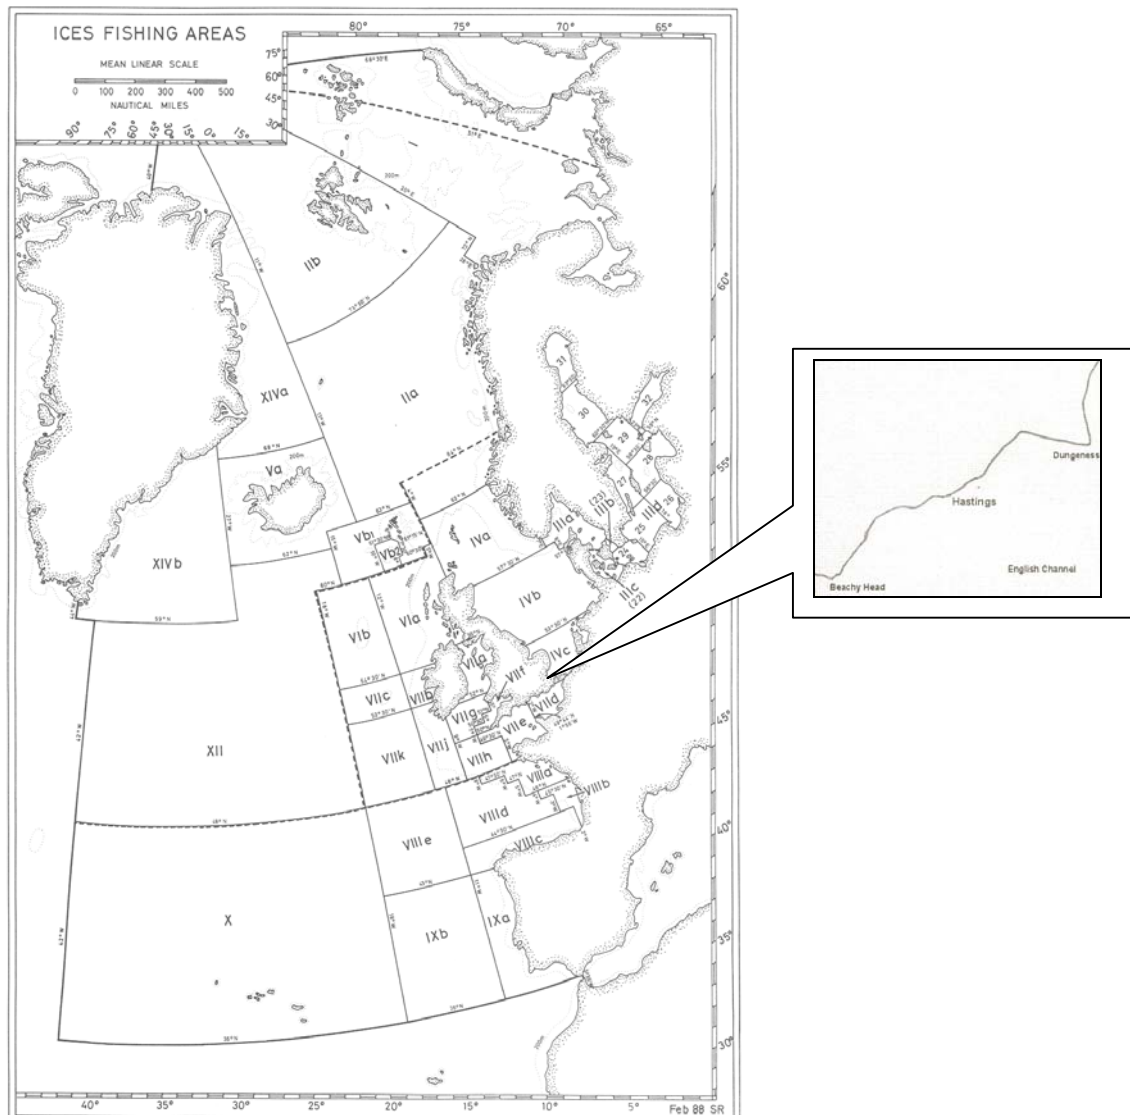 80° 75° 70° 65°
ICES FISHING AREAS
MEAN LINEAR SCALE
0 100 200 300 400 500
NAUTICAL MILES
75°
60°
45°
30°
90° 75° 60° 45° 30° 15° 0° 15°
IIb
60°
XIVa
IIa
31
32
30
29
28
55°
27
26
Va
200m
(23)
IIIb
IIId
IIIa
25
24
Vb1
Vb2
IVa
XIVb
IIIc
(22)
IVb
VIb
VIa
IVc
VIIa
VIIf
VIIc
VIIb
VIIg
VIId
VIIe
45°
XII
VIIk
VIIj
VIIh
VIIIa
VIIIb
VIIId
40°
VIIIe
VIIIc
X
IXb
IXa
35°
30°
40° 35° 30° 25° 20° 15° 10° 5°
Feb 88 SR
Dungeness
Hastings
English Channel
Beachy Head